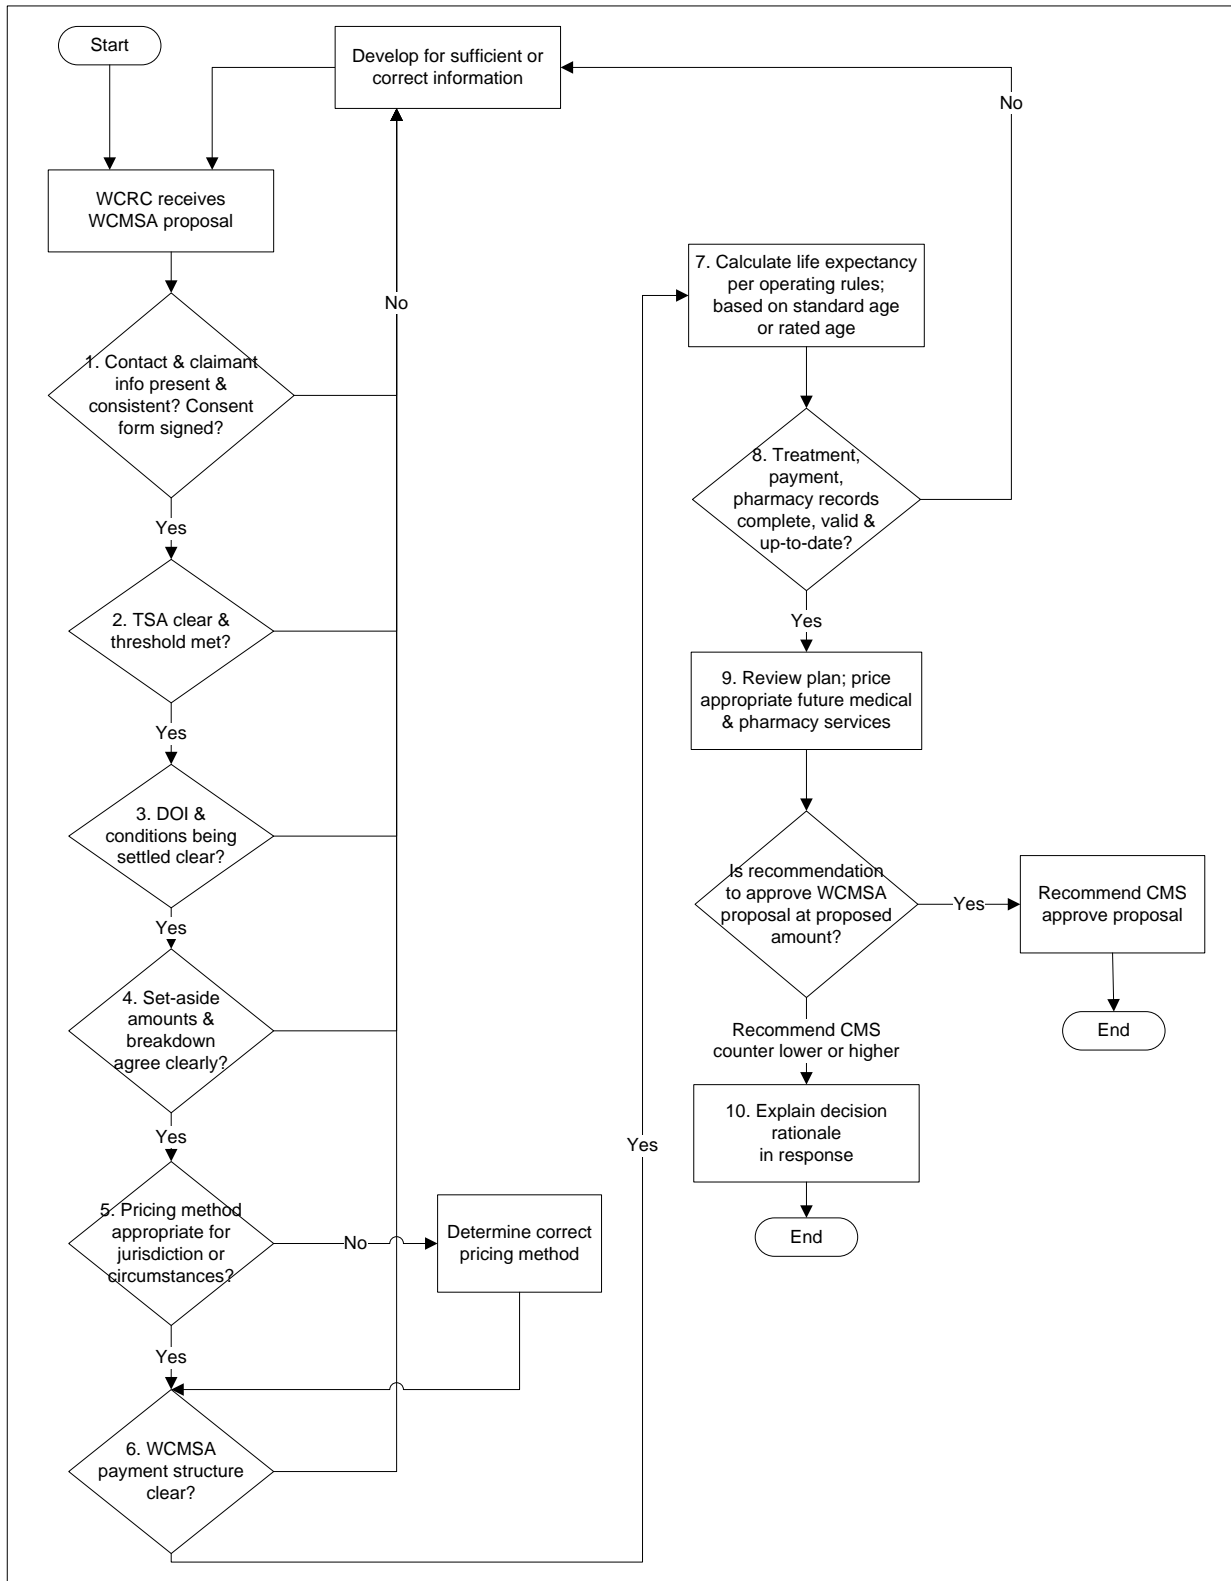 Start
Develop for sufficient or
correct information
WCRC receives
WCMSA proposal
No
1. Contact & claimant
info present &
consistent? Consent
form signed?
Yes
2. TSA clear &
threshold met?
Yes
3. DOI &
conditions being
settled clear?
Yes
4. Set-aside
amounts &
breakdown
agree clearly?
Yes
5. Pricing method
appropriate for
jurisdiction or
circumstances?
No
Determine correct
pricing method
Yes
6. WCMSA
payment structure
clear?
Yes
7. Calculate life expectancy
per operating rules;
based on standard age
or rated age
8. Treatment,
payment,
pharmacy records
complete, valid &
up-to-date?
No
Yes
9. Review plan; price
appropriate future medical
& pharmacy services
Is recommendation
to approve WCMSA
proposal at proposed
amount?
Yes
Recommend CMS
approve proposal
End
Recommend CMS
counter lower or higher
10. Explain decision
rationale
in response
End